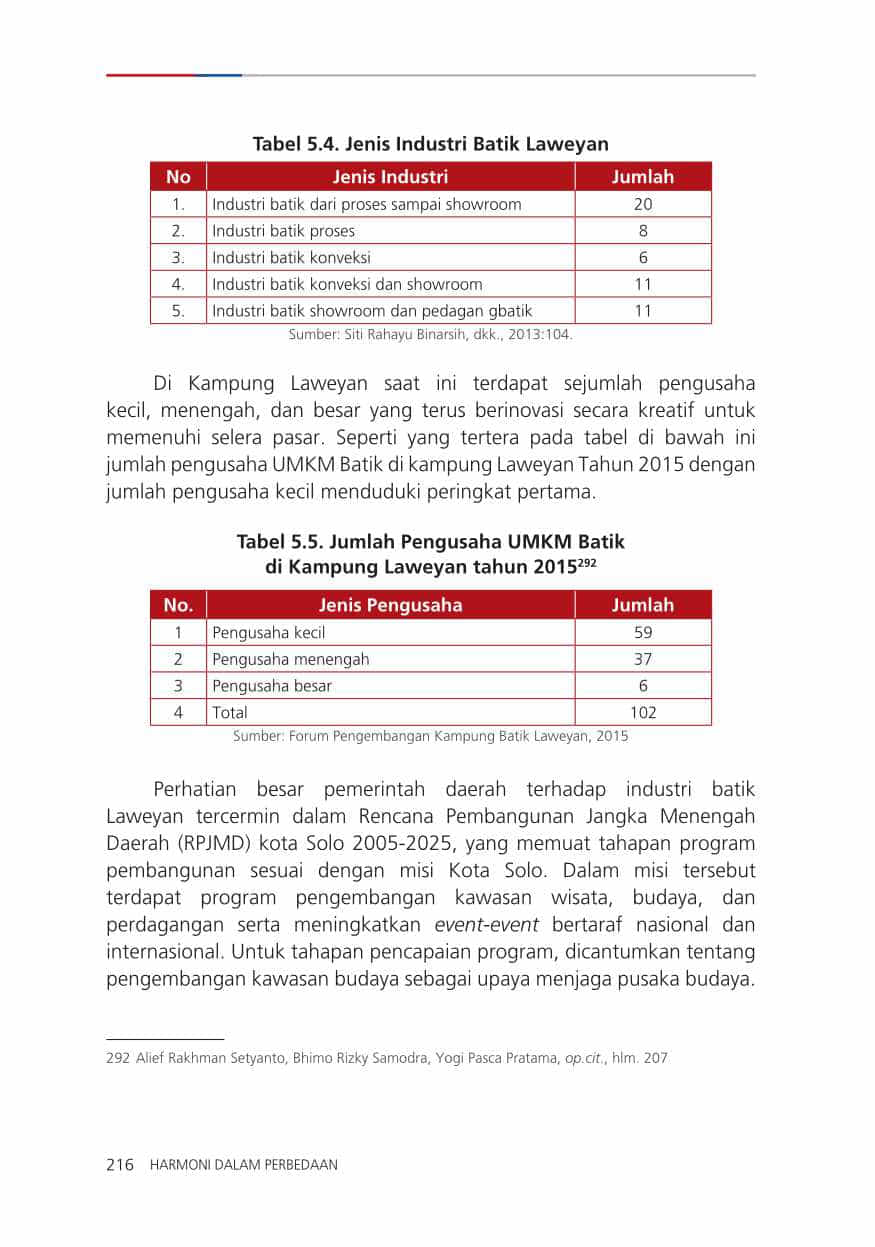 Tabel 5.4. Jenis Industri Batik Laweyan
No Jenis Industri Jumlah
1. Industri batik dari proses sampai showroom 20
2. Industri batik proses 8
3. Industri batik konveksi 6
4. Industri batik konveksi dan showroom 11
5. Industri batik showroom dan pedagan gbatik 11
Sumber: Siti Rahayu Binarsih, dkk., 2013:104.
Di Kampung Laweyan saat ini terdapat sejumlah pengusaha
kecil, menengah, dan besar yang terus berinovasi secara kreatif untuk
memenuhi selera pasar. Seperti yang tertera pada tabel di bawah ini
jumlah pengusaha UMKM Batik di kampung Laweyan Tahun 2015 dengan
jumlah pengusaha kecil menduduki peringkat pertama.
Tabel 5.5. Jumlah Pengusaha UMKM Batik
di Kampung Laweyan tahun 2015²⁹²
No. Jenis Pengusaha Jumlah
1 Pengusaha kecil 59
2 Pengusaha menengah 37
3 Pengusaha besar 6
4 Total 102
Sumber: Forum Pengembangan Kampung Batik Laweyan, 2015
Perhatian besar pemerintah daerah terhadap industri batik
Laweyan tercermin dalam Rencana Pembangunan Jangka Menengah
Daerah (RPJMD) kota Solo 2005-2025, yang memuat tahapan program
pembangunan sesuai dengan misi Kota Solo. Dalam misi tersebut
terdapat program pengembangan kawasan wisata, budaya, dan
perdagangan serta meningkatkan event-event bertaraf nasional dan
internasional. Untuk tahapan pencapaian program, dicantumkan tentang
pengembangan kawasan budaya sebagai upaya menjaga pusaka budaya.
292 Alief Rakhman Setyanto, Bhimo Rizky Samodra, Yogi Pasca Pratama, op.cit., hlm. 207
216 HARMONI DALAM PERBEDAAN